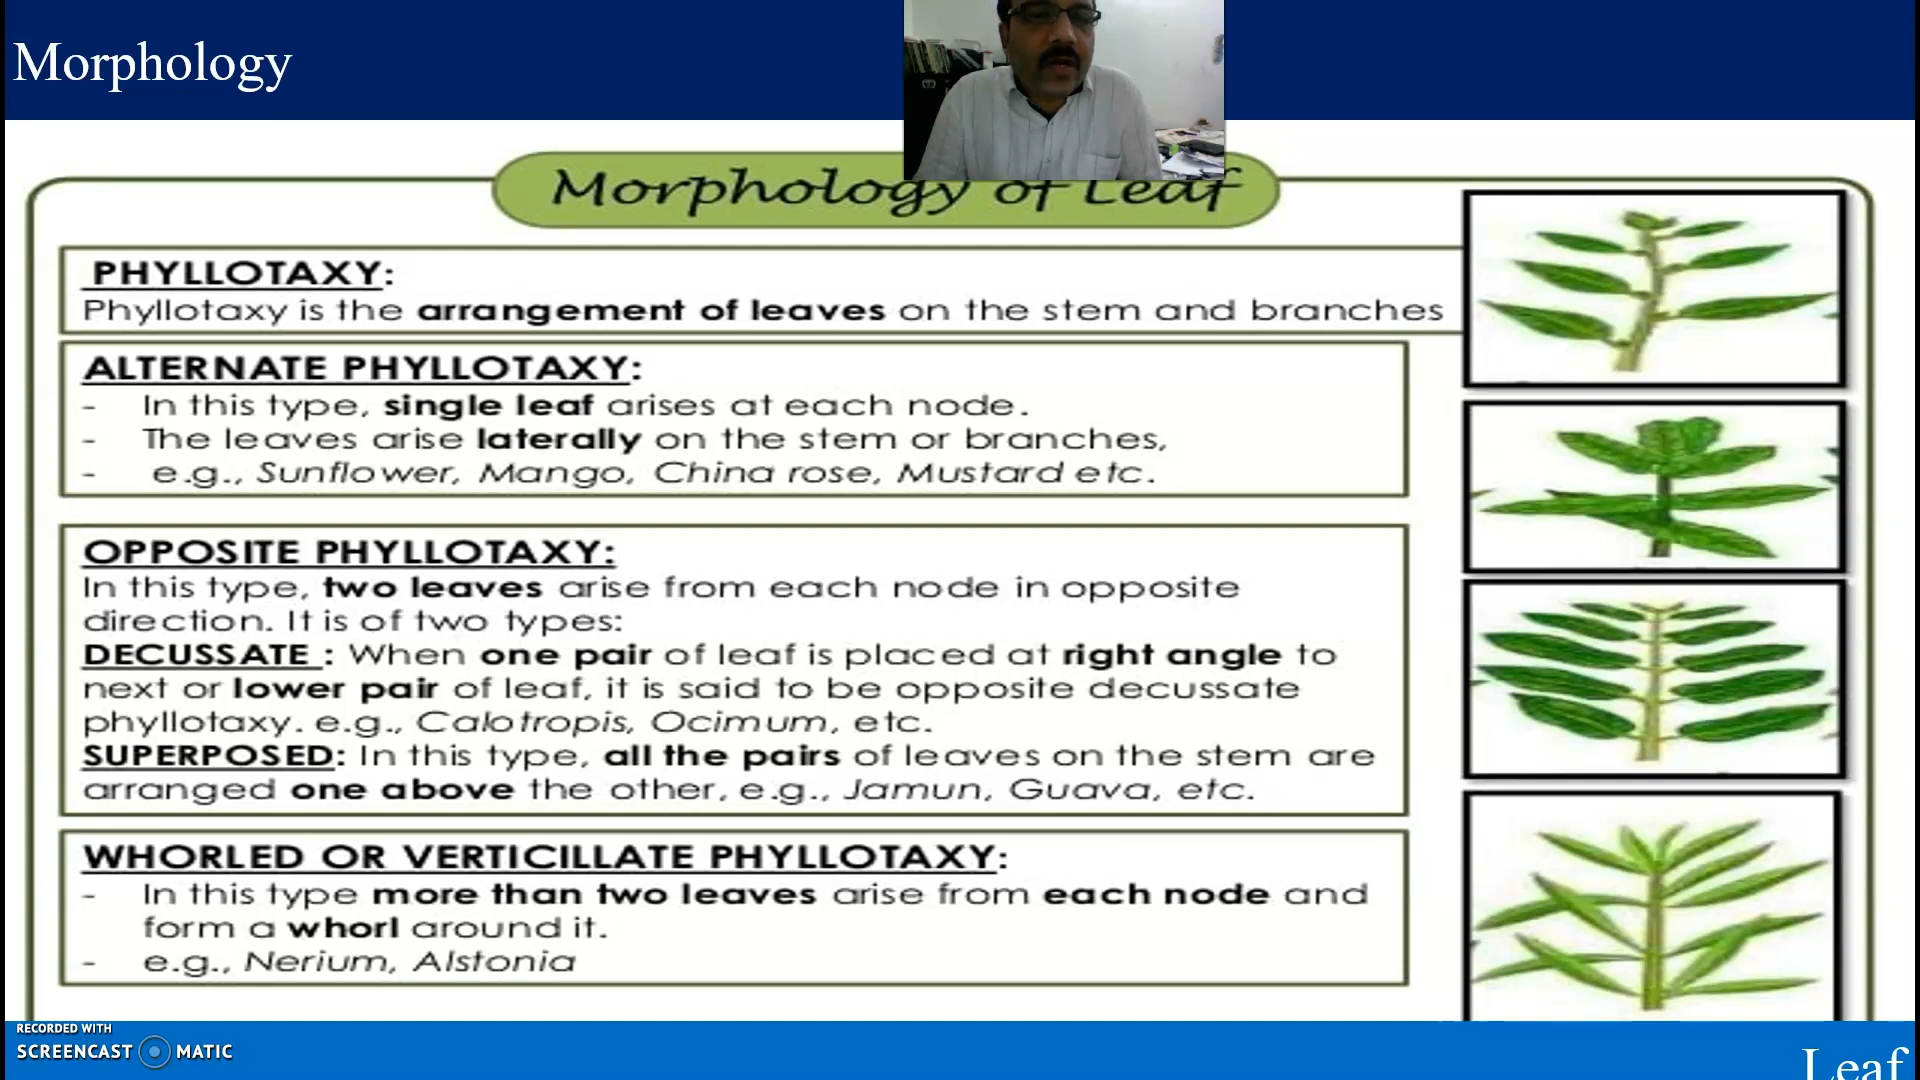 Morphology
Morphology of Leaf
PHYLLOTAXY:
Phyllotaxy is the arrangement of leaves on the stem and branches
ALTERNATE PHYLLOTAXY:
- In this type, single leaf arises at each node.
- The leaves arise laterally on the stem or branches,
- e.g., Sunflower, Mango, China rose, Mustard etc.
OPPOSITE PHYLLOTAXY:
In this type, two leaves arise from each node in opposite
direction. It is of two types:
DECUSSATE : When one pair of leaf is placed at right angle to
next or lower pair of leaf, it is said to be opposite decussate
phyllotaxy. e.g., Calotropis, Ocimum, etc.
SUPERPOSED: In this type, all the pairs of leaves on the stem are
arranged one above the other, e.g., Jamun, Guava, etc.
WHORLED OR VERTICILLATE PHYLLOTAXY:
- In this type more than two leaves arise from each node and
form a whorl around it.
- e.g., Nerium, Alstonia
RECORDED WITH
SCREENCAST MATIC
Leaf